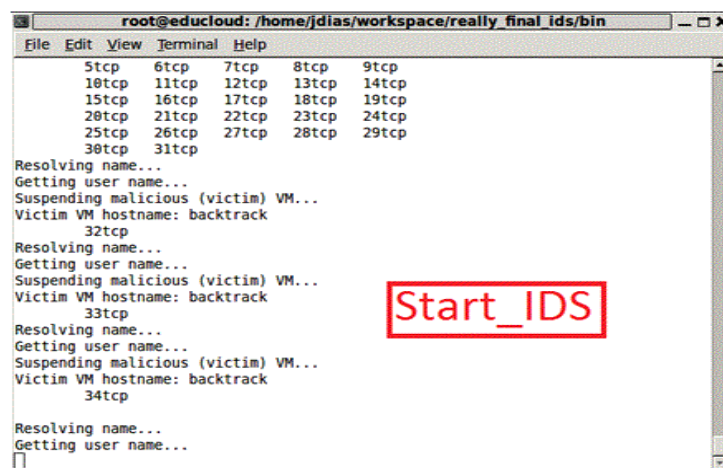 root@educloud: /home/jdias/workspace/really_final_ids/bin
File Edit View Terminal Help
5tcp 6tcp 7tcp 8tcp 9tcp
10tcp 11tcp 12tcp 13tcp 14tcp
15tcp 16tcp 17tcp 18tcp 19tcp
20tcp 21tcp 22tcp 23tcp 24tcp
25tcp 26tcp 27tcp 28tcp 29tcp
30tcp 31tcp
Resolving name...
Getting user name...
Suspending malicious (victim) VM...
Victim VM hostname: backtrack
32tcp
Resolving name...
Getting user name...
Suspending malicious (victim) VM...
Victim VM hostname: backtrack
33tcp
Resolving name...
Getting user name...
Suspending malicious (victim) VM...
Victim VM hostname: backtrack
34tcp
Resolving name...
Getting user name...
Start_IDS